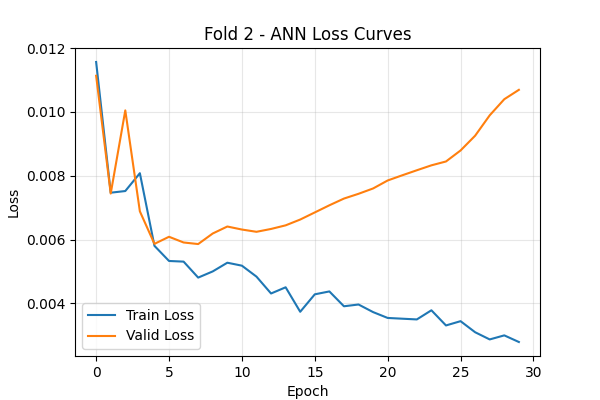 Fold 2 - ANN Loss Curves
0.012
0.010
0.008
0.006
0.004
Loss
Train Loss
Valid Loss
0 5 10 15 20 25 30
Epoch